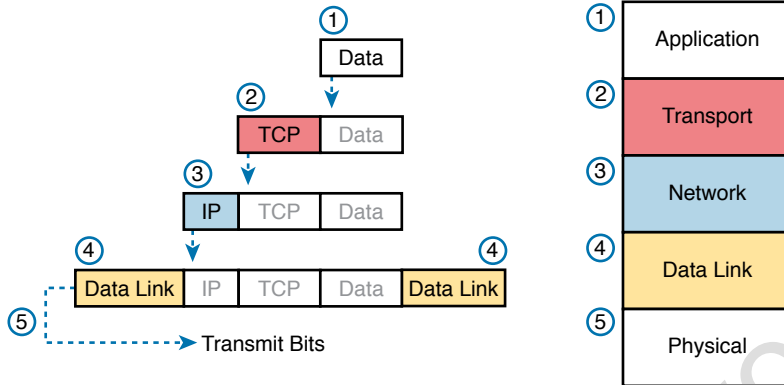 1
Data
2
TCP Data
3
IP TCP Data
4 4
Data Link IP TCP Data Data Link
5
Transmit Bits
1
Application
2
Transport
3
Network
4
Data Link
5
Physical